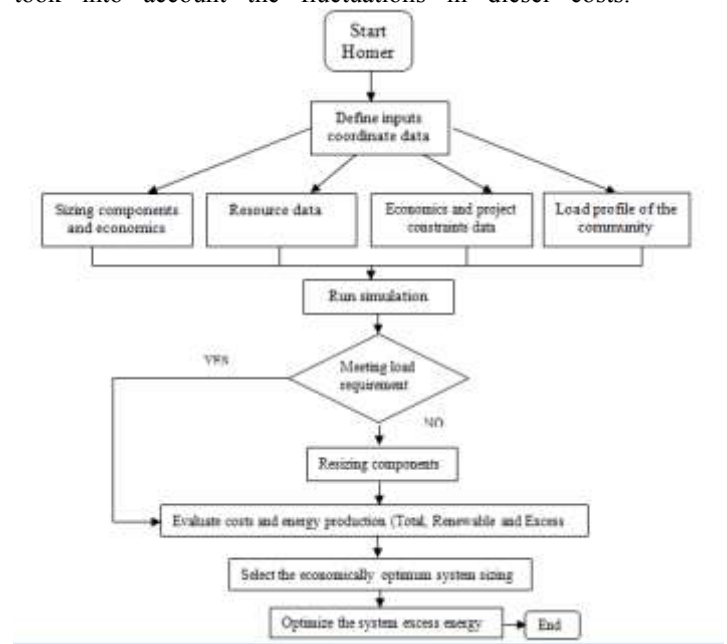 took into account the fluctuations in diesel costs.
Start
Homer
Define inputs
coordinate data
Sizing components
and economics
Resource data
Economics and project
constraints data
Load profile of the
community
Run simulation
YES
Meeting load
requirement
NO
Resizing components
Evaluate costs and energy production (Total, Renewable and Excess
Select the economically optimum system sizing
Optimize the system excess energy
End